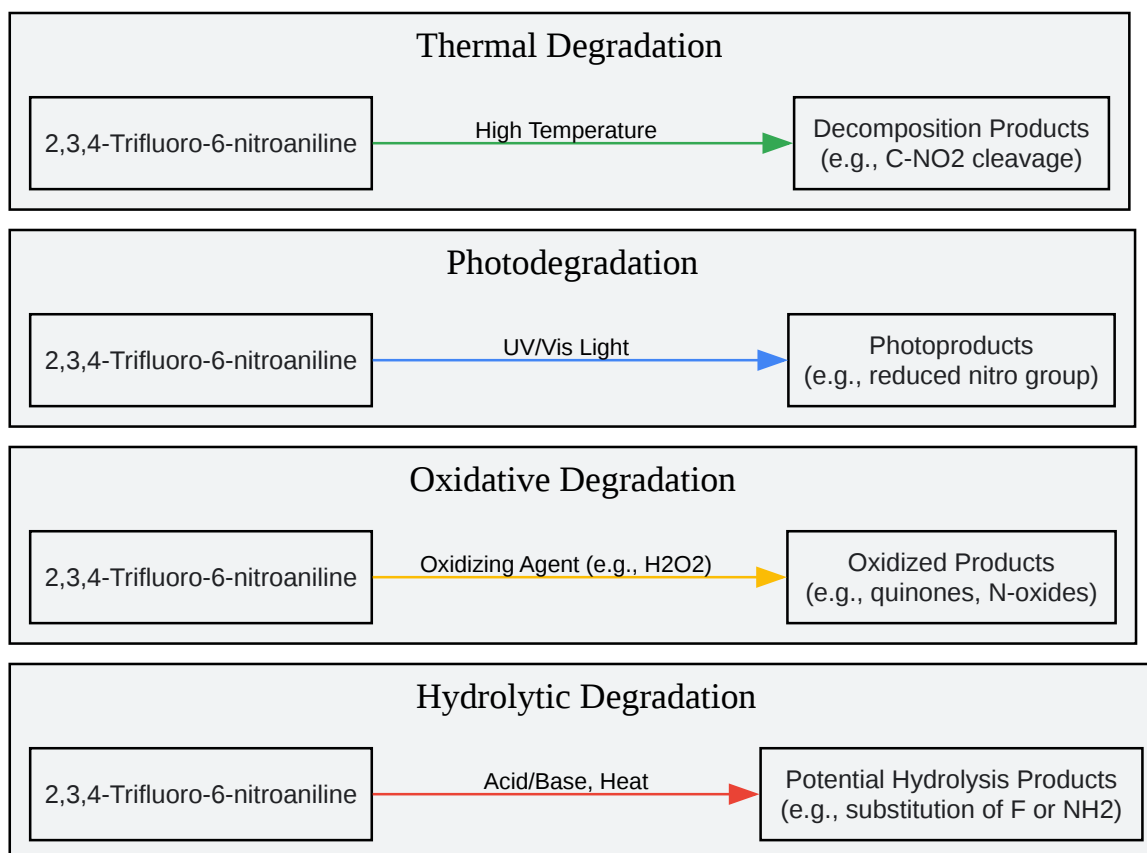 Thermal Degradation
2,3,4-Trifluoro-6-nitroaniline
High Temperature
Decomposition Products
(e.g., C-NO2 cleavage)
Photodegradation
2,3,4-Trifluoro-6-nitroaniline
UV/Vis Light
Photoproducts
(e.g., reduced nitro group)
Oxidative Degradation
2,3,4-Trifluoro-6-nitroaniline
Oxidizing Agent (e.g., H2O2)
Oxidized Products
(e.g., quinones, N-oxides)
Hydrolytic Degradation
2,3,4-Trifluoro-6-nitroaniline
Acid/Base, Heat
Potential Hydrolysis Products
(e.g., substitution of F or NH2)